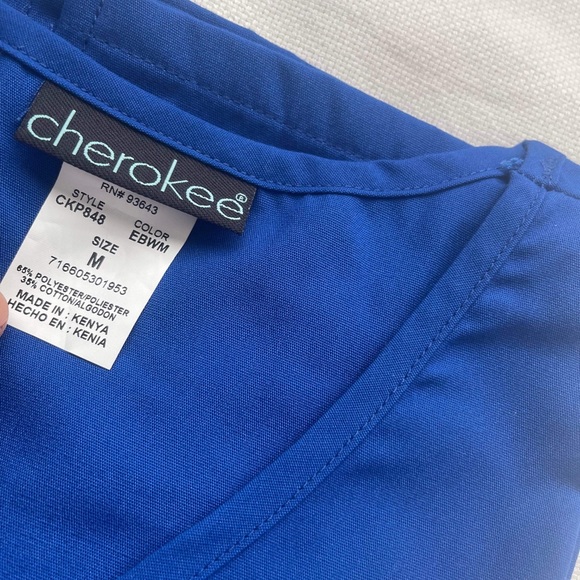 cherokee®
RN# 93643
STYLE COLOR
CKP848 EBWM
SIZE
M
716605301953
65% POLYESTER/POLIESTER
35% COTTON/ALGODON
MADE IN : KENYA
HECHO EN : KENIA